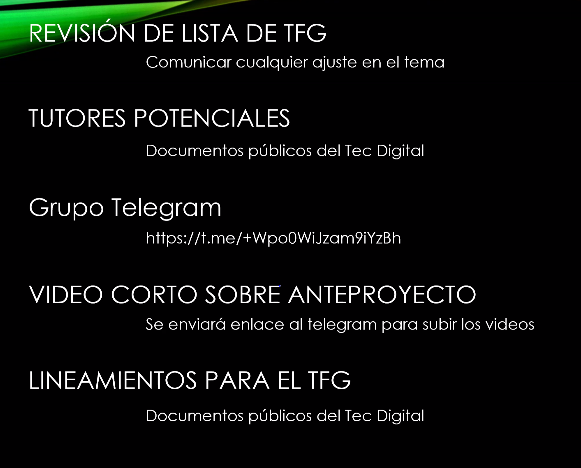 REVISIÓN DE LISTA DE TFG
Comunicar cualquier ajuste en el tema
TUTORES POTENCIALES
Documentos públicos del Tec Digital
Grupo Telegram
https://t.me/+Wpo0WiJzam9iYzBh
VIDEO CORTO SOBRE ANTEPROYECTO
Se enviará enlace al telegram para subir los videos
LINEAMIENTOS PARA EL TFG
Documentos públicos del Tec Digital